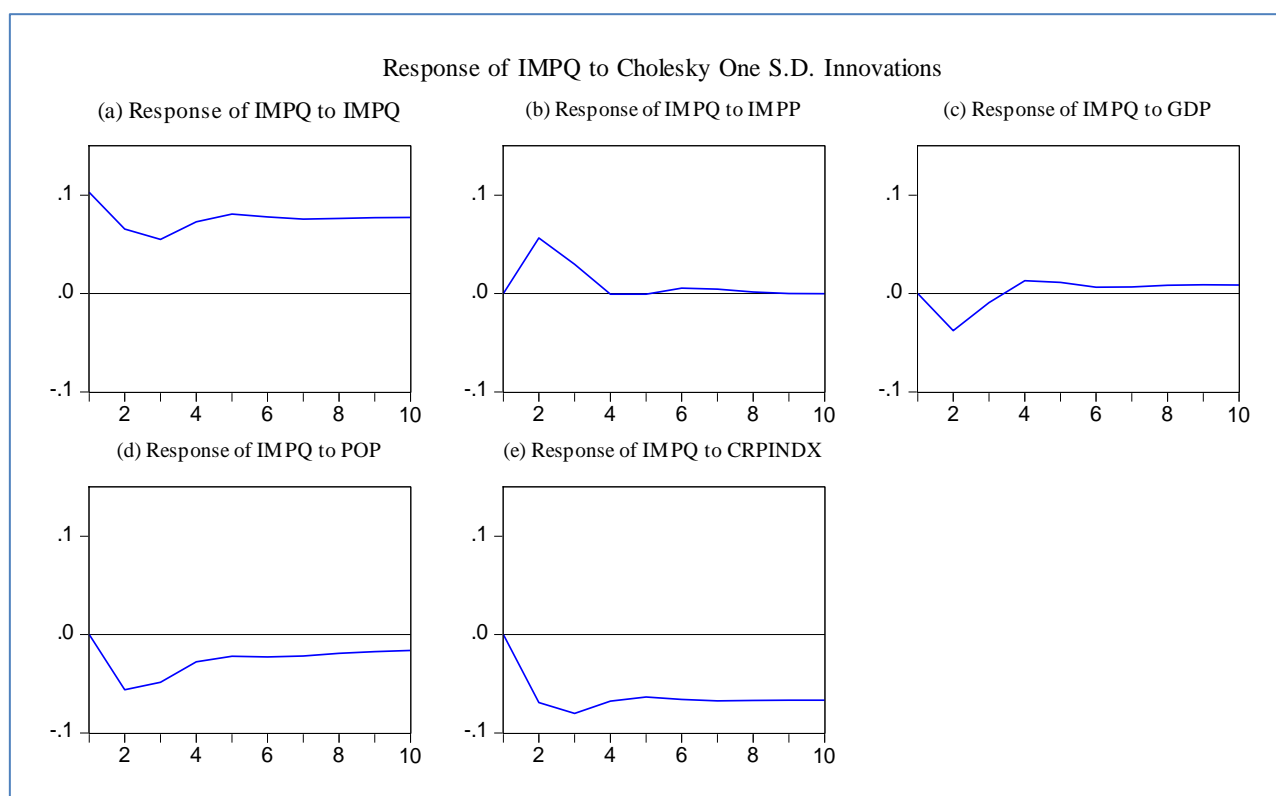 Response of IMPQ to Cholesky One S.D. Innovations
(a) Response of IMPQ to IMPQ
.1
.0
-.1
2 4 6 8 10
(b) Response of IMPQ to IMPP
.1
.0
-.1
2 4 6 8 10
(c) Response of IMPQ to GDP
.1
.0
-.1
2 4 6 8 10
(d) Response of IMPQ to POP
.1
.0
-.1
2 4 6 8 10
(e) Response of IMPQ to CRPINDX
.1
.0
-.1
2 4 6 8 10